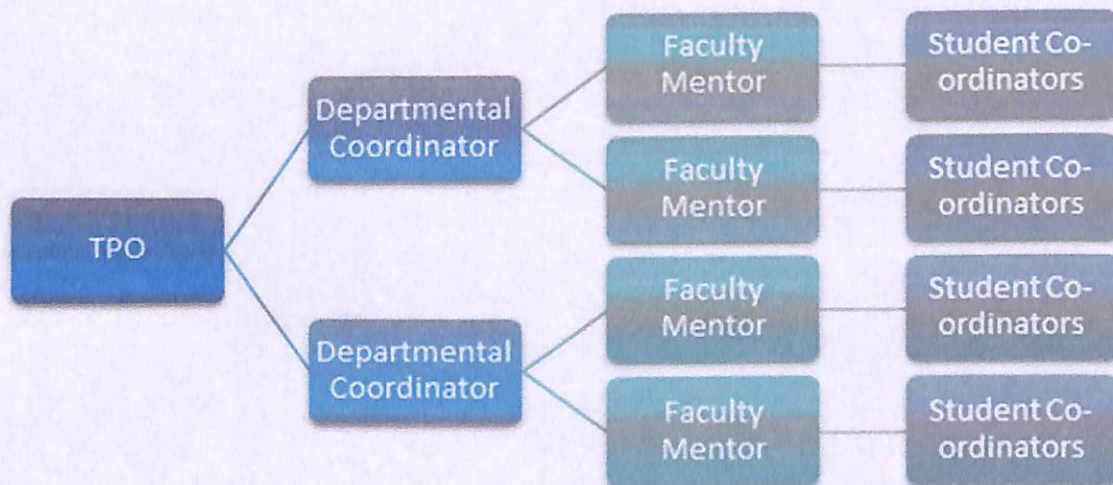 TPO
Departmental
Coordinator
Departmental
Coordinator
Faculty
Mentor
Faculty
Mentor
Faculty
Mentor
Faculty
Mentor
Student Co-
ordinators
Student Co-
ordinators
Student Co-
ordinators
Student Co-
ordinators